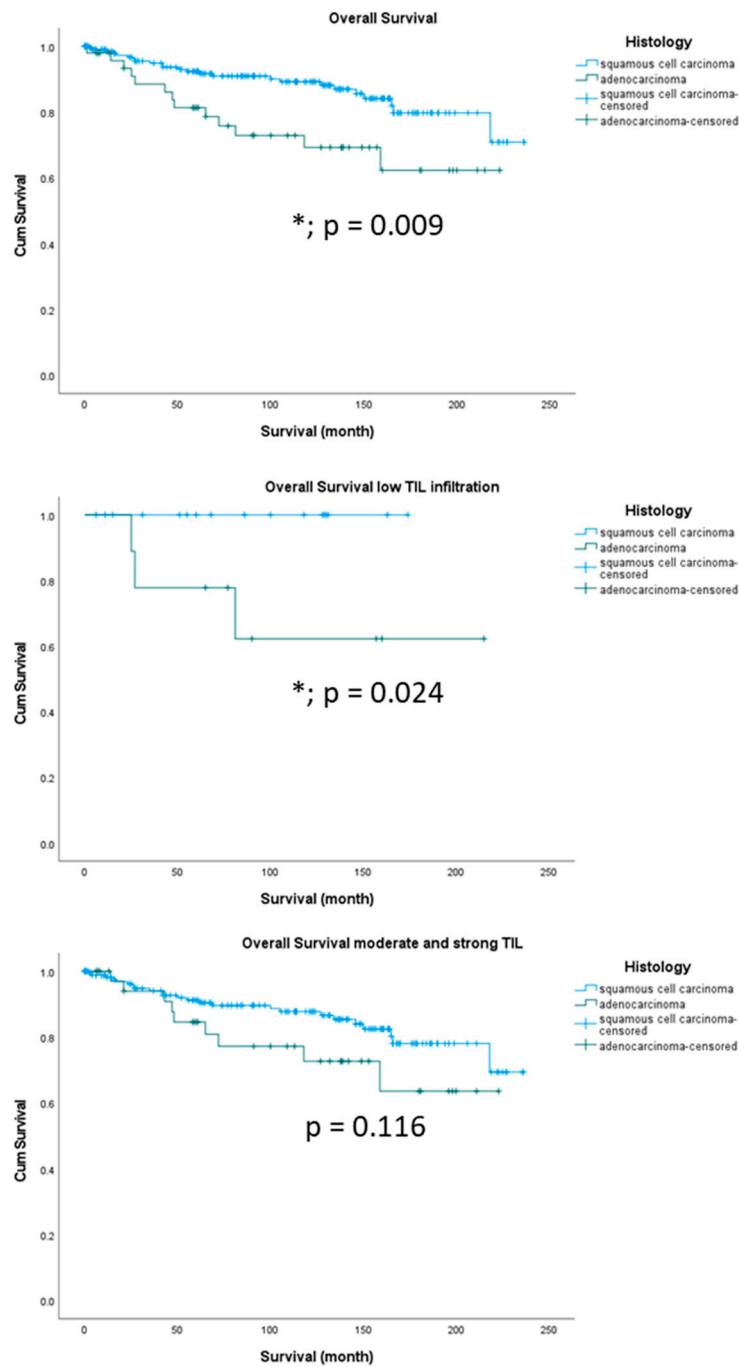 Overall Survival
Histology
squamous cell carcinoma
adenocarcinoma
squamous cell carcinoma-
censored
adenocarcinoma-censored
1.0
0.8
0.6
0.4
0.2
0.0
Cum Survival
*; p = 0.009
0 50 100 150 200 250
Survival (month)
Overall Survival low TIL infiltration
Histology
squamous cell carcinoma
adenocarcinoma
squamous cell carcinoma-
censored
adenocarcinoma-censored
1.0
0.8
0.6
0.4
0.2
0.0
Cum Survival
*; p = 0.024
0 50 100 150 200 250
Survival (month)
Overall Survival moderate and strong TIL
Histology
squamous cell carcinoma
adenocarcinoma
squamous cell carcinoma-
censored
adenocarcinoma-censored
1.0
0.8
0.6
0.4
0.2
0.0
Cum Survival
p = 0.116
0 50 100 150 200 250
Survival (month)